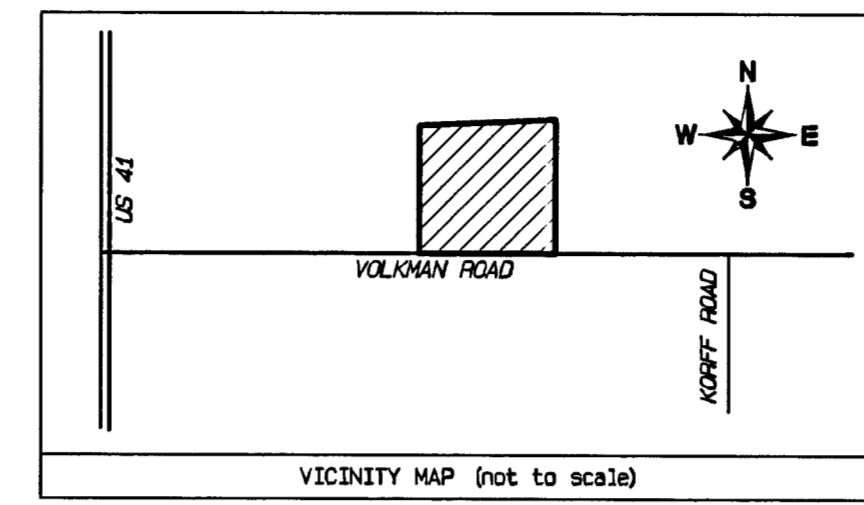 N
W E
S
US 41
VOLKMAN ROAD
KORFF ROAD
VICINITY MAP (not to scale)